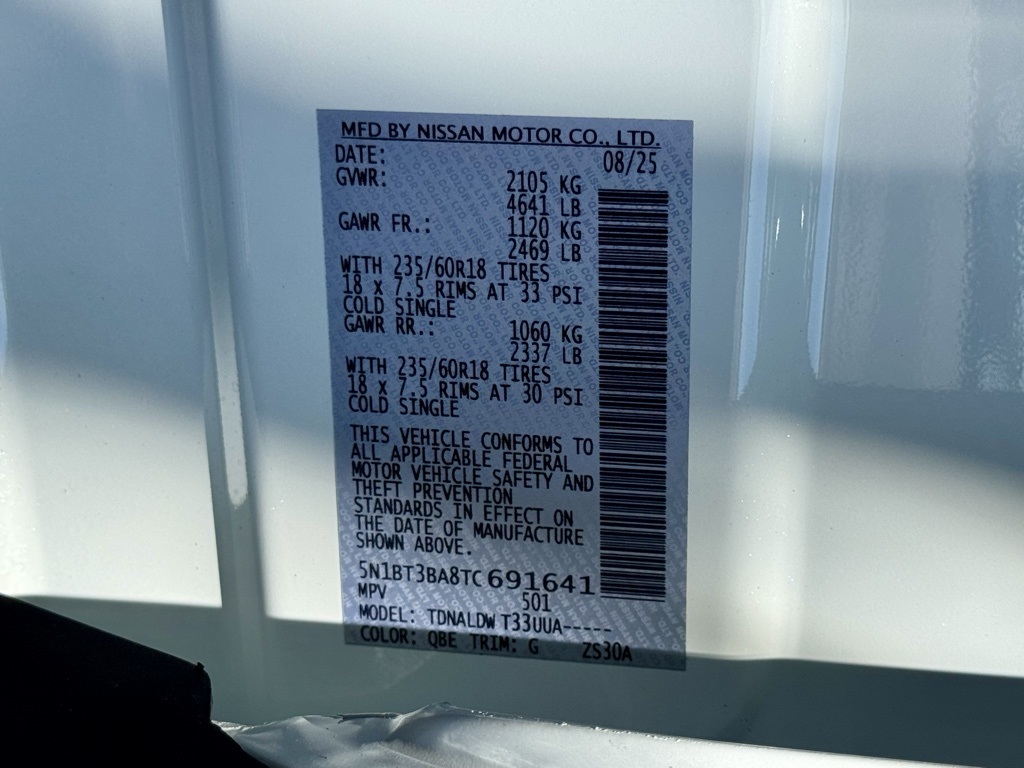 MFD BY NISSAN MOTOR CO., LTD.
DATE: 08/25
GVWR: 2105 KG
4641 LB
GAWR FR.: 1120 KG
2469 LB
WITH 235/60R18 TIRES
18 x 7.5 RIMS AT 33 PSI
COLD SINGLE
GAWR RR.: 1060 KG
2337 LB
WITH 235/60R18 TIRES
18 x 7.5 RIMS AT 30 PSI
COLD SINGLE
THIS VEHICLE CONFORMS TO
ALL APPLICABLE FEDERAL
MOTOR VEHICLE SAFETY AND
THEFT PREVENTION
STANDARDS IN EFFECT ON
THE DATE OF MANUFACTURE
SHOWN ABOVE.
5N1BT3BA8TC691641
MPV 501
MODEL: TDNALDW T33UUA-----
COLOR: QBE TRIM: G ZS30A